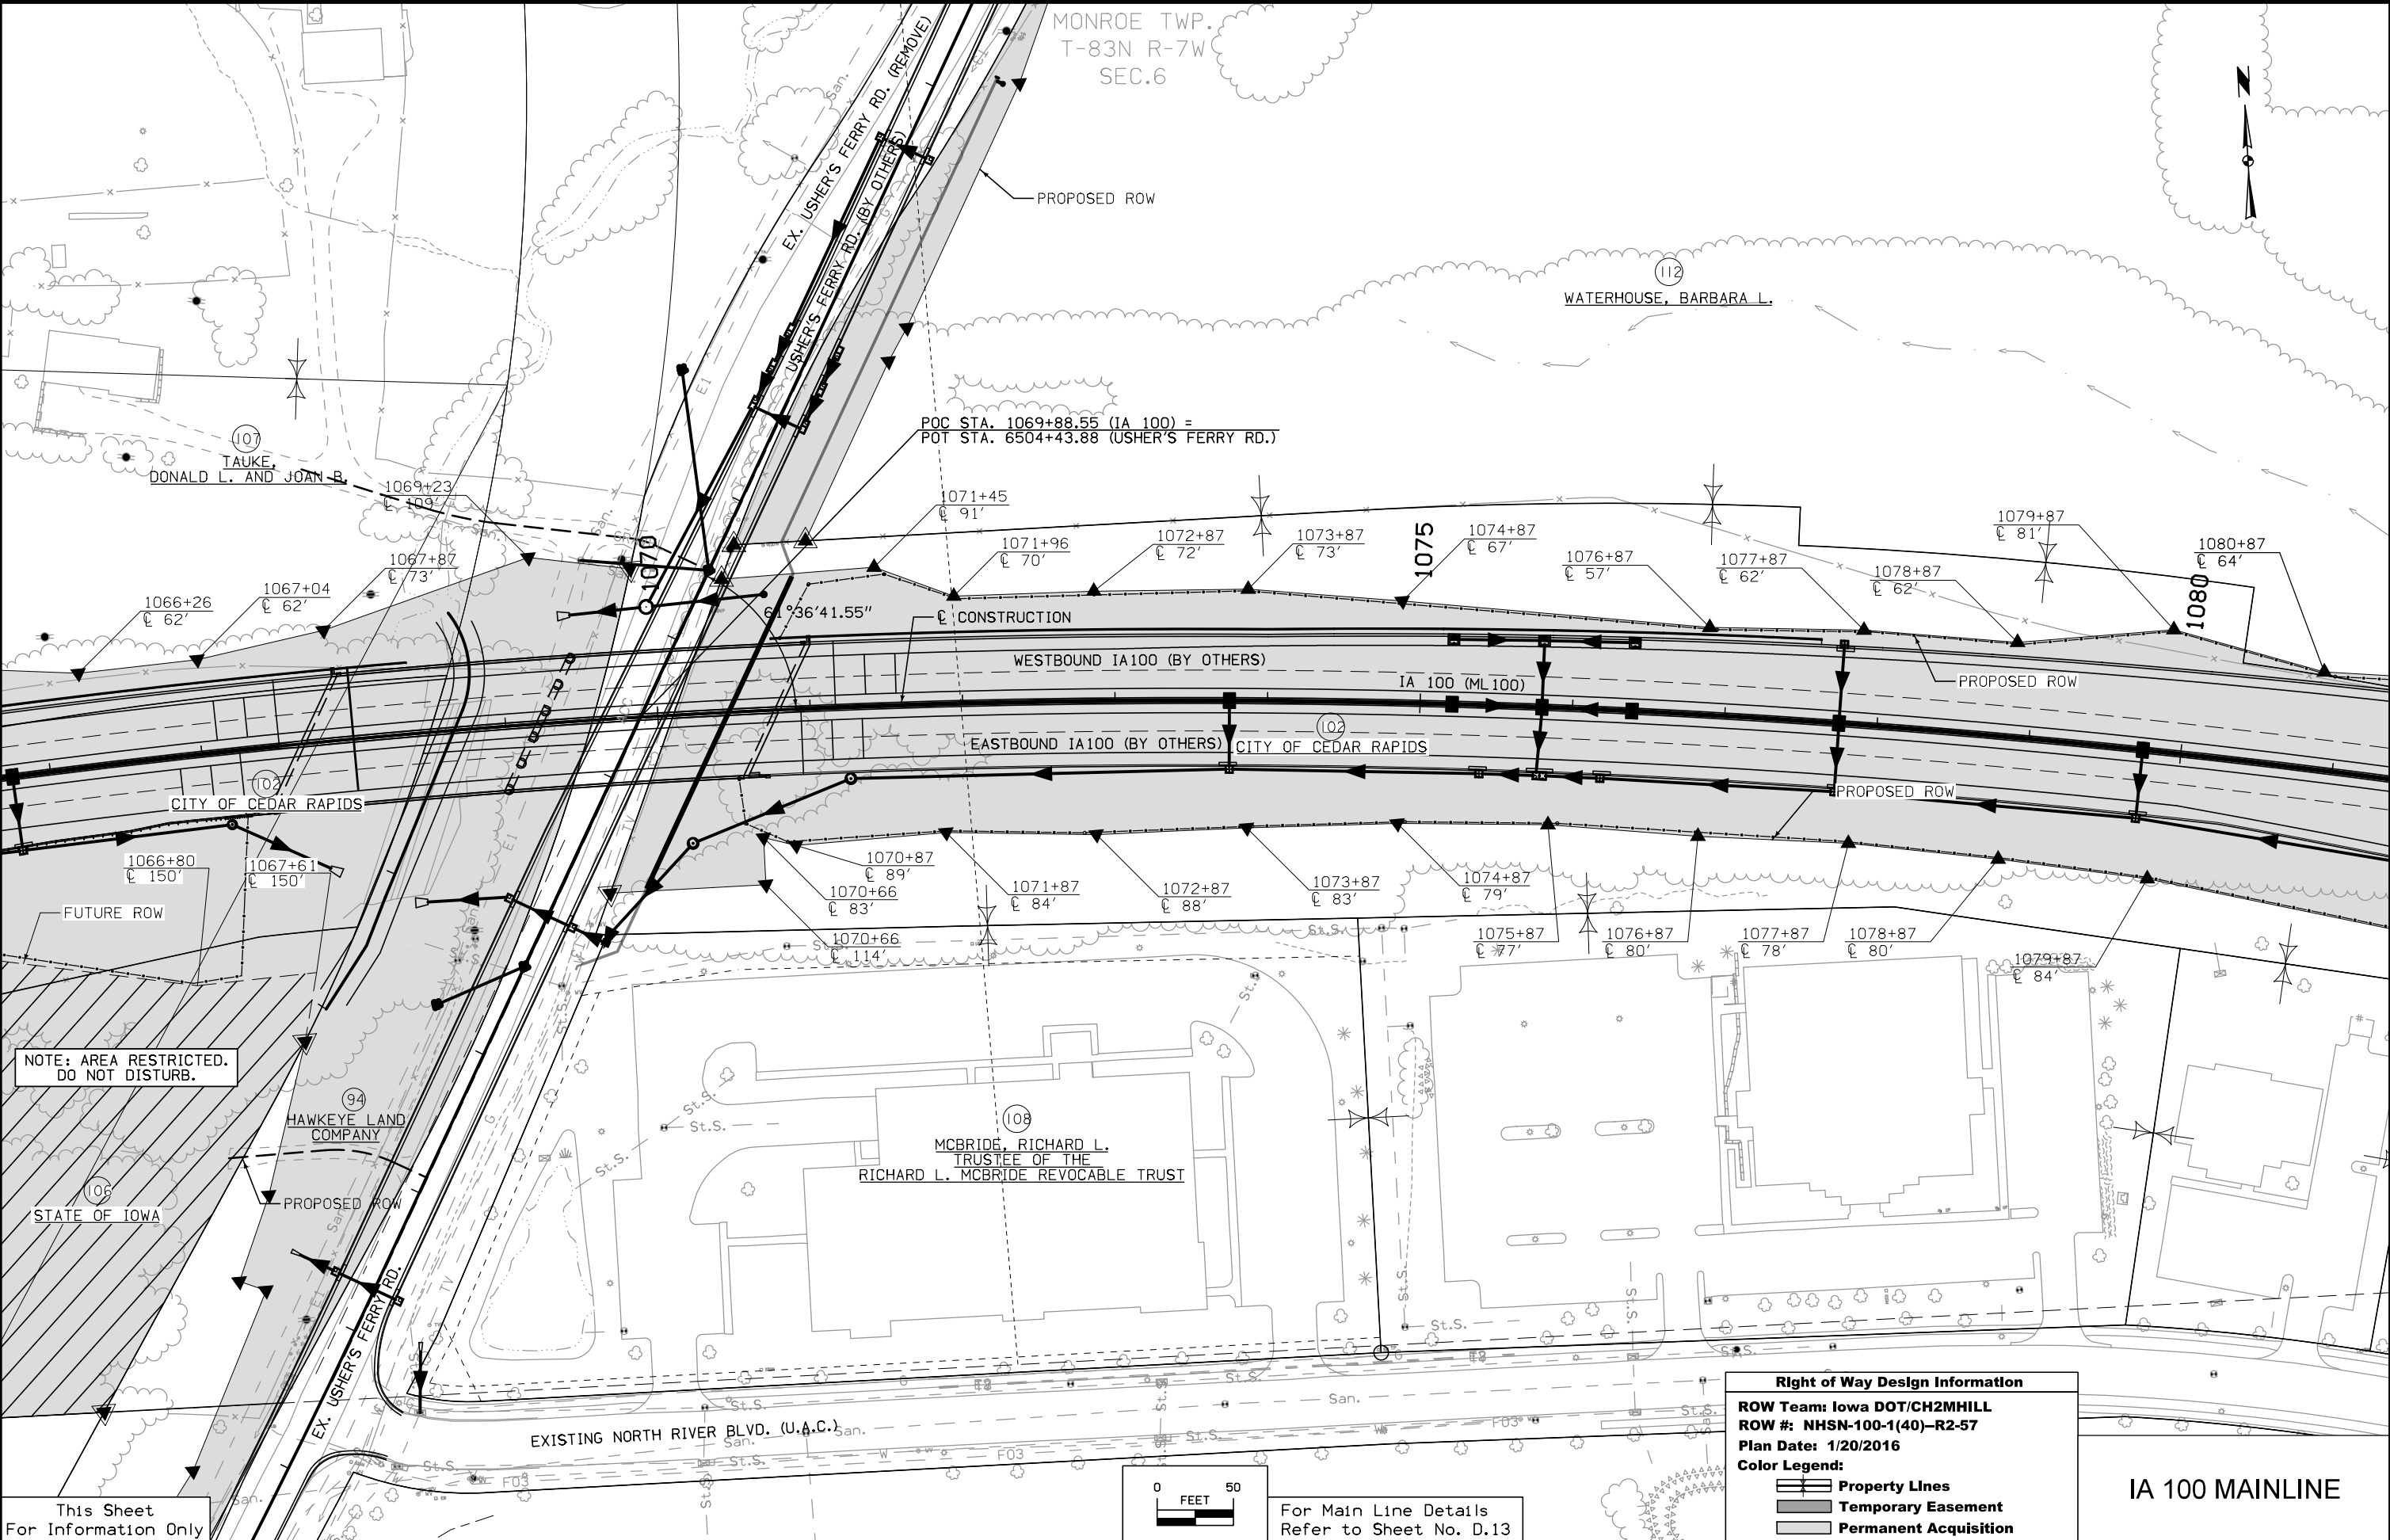 MONROE TWP.
T-83N R-7W
SEC.6
N
EX. USHER'S FERRY RD. (REMOVE)
USHER'S FERRY RD. (BY OTHERS)
San.
E1
G
PROPOSED ROW
112
WATERHOUSE, BARBARA L.
POC STA. 1069+88.55 (IA 100) =
POT STA. 6504+43.88 (USHER'S FERRY RD.)
107
TAUKE,
DONALD L. AND JOAN B.
1069+23
℄ 109'
1067+87
℄ 73'
1067+04
℄ 62'
1066+26
℄ 62'
1070
1071+45
℄ 91'
1071+96
℄ 70'
1072+87
℄ 72'
1073+87
℄ 73'
1075
1074+87
℄ 67'
1076+87
℄ 57'
1077+87
℄ 62'
1078+87
℄ 62'
1079+87
℄ 81'
1080+87
℄ 64'
1080
61°36'41.55"
℄ CONSTRUCTION
WESTBOUND IA100 (BY OTHERS)
IA 100 (ML100)
PROPOSED ROW
EASTBOUND IA100 (BY OTHERS)
102
CITY OF CEDAR RAPIDS
102
CITY OF CEDAR RAPIDS
PROPOSED ROW
1066+80
℄ 150'
1067+61
℄ 150'
FUTURE ROW
1070+87
℄ 89'
1070+66
℄ 83'
1070+66
℄ 114'
1071+87
℄ 84'
1072+87
℄ 88'
1073+87
℄ 83'
1074+87
℄ 79'
1075+87
℄ 77'
1076+87
℄ 80'
1077+87
℄ 78'
1078+87
℄ 80'
1079+87
℄ 84'
TV
St.S.
NOTE: AREA RESTRICTED.
DO NOT DISTURB.
94
HAWKEYE LAND
COMPANY
106
STATE OF IOWA
PROPOSED ROW
108
MCBRIDE, RICHARD L.
TRUSTEE OF THE
RICHARD L. MCBRIDE REVOCABLE TRUST
EX. USHER'S FERRY RD.
EXISTING NORTH RIVER BLVD. (U.A.C.)
San.
St.S.
W
FO3
This Sheet
For Information Only
0 50
FEET
For Main Line Details
Refer to Sheet No. D.13
Right of Way Design Information
ROW Team: Iowa DOT/CH2MHILL
ROW #: NHSN-100-1(40)--R2-57
Plan Date: 1/20/2016
Color Legend:
Property Lines
Temporary Easement
Permanent Acquisition
IA 100 MAINLINE